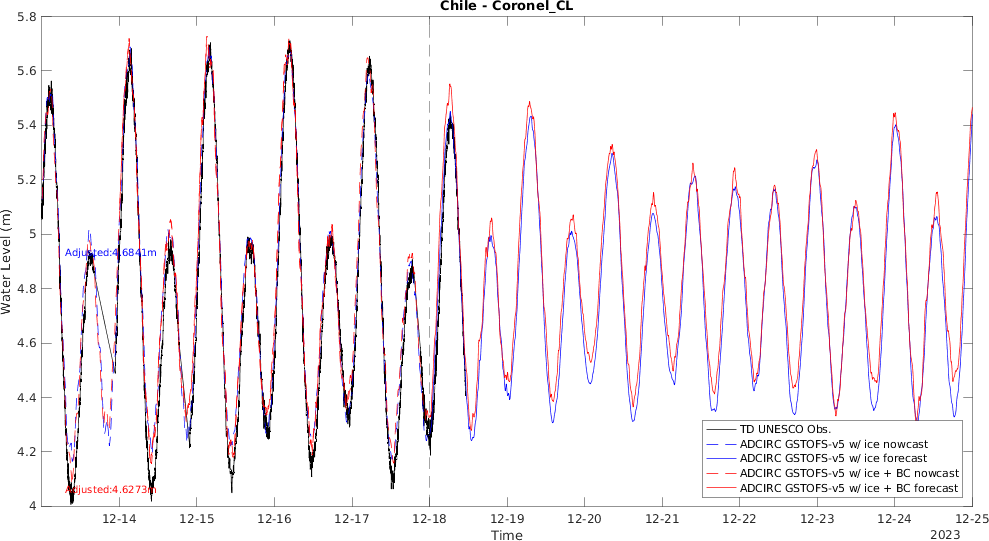 Chile - Coronel_CL
5.8
5.6
5.4
5.2
5
4.8
4.6
4.4
4.2
4
Water Level (m)
Adjusted:4.6841m
Adjusted:4.6273m
TD UNESCO Obs.
ADCIRC GSTOFS-v5 w/ ice nowcast
ADCIRC GSTOFS-v5 w/ ice forecast
ADCIRC GSTOFS-v5 w/ ice + BC nowcast
ADCIRC GSTOFS-v5 w/ ice + BC forecast
12-14 12-15 12-16 12-17 12-18 12-19 12-20 12-21 12-22 12-23 12-24 12-25
Time
2023